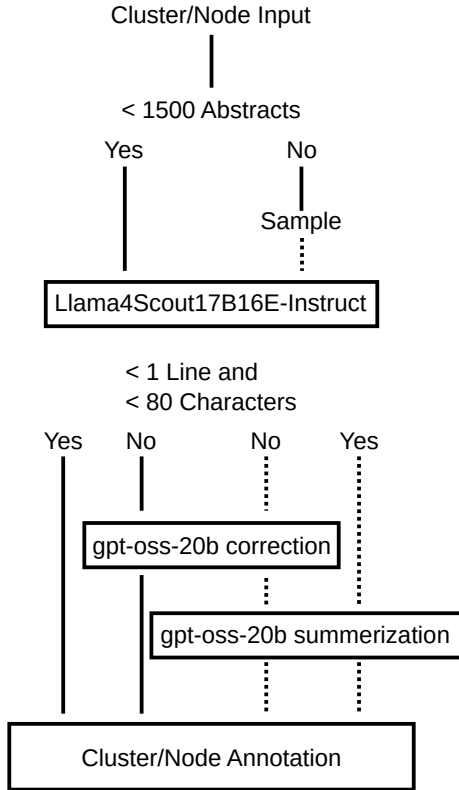 Cluster/Node Input
< 1500 Abstracts
Yes No
Sample
Llama4Scout17B16E-Instruct
< 1 Line and
< 80 Characters
Yes No No Yes
gpt-oss-20b correction
gpt-oss-20b summerization
Cluster/Node Annotation